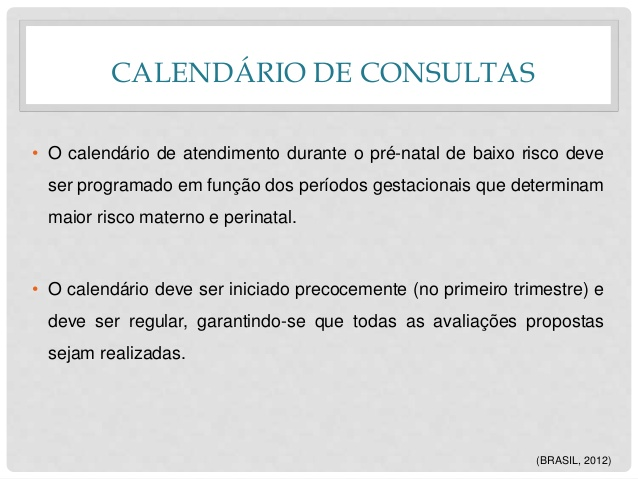 CALENDÁRIO DE CONSULTAS
• O calendário de atendimento durante o pré-natal de baixo risco deve
ser programado em função dos períodos gestacionais que determinam
maior risco materno e perinatal.
• O calendário deve ser iniciado precocemente (no primeiro trimestre) e
deve ser regular, garantindo-se que todas as avaliações propostas
sejam realizadas.
(BRASIL, 2012)